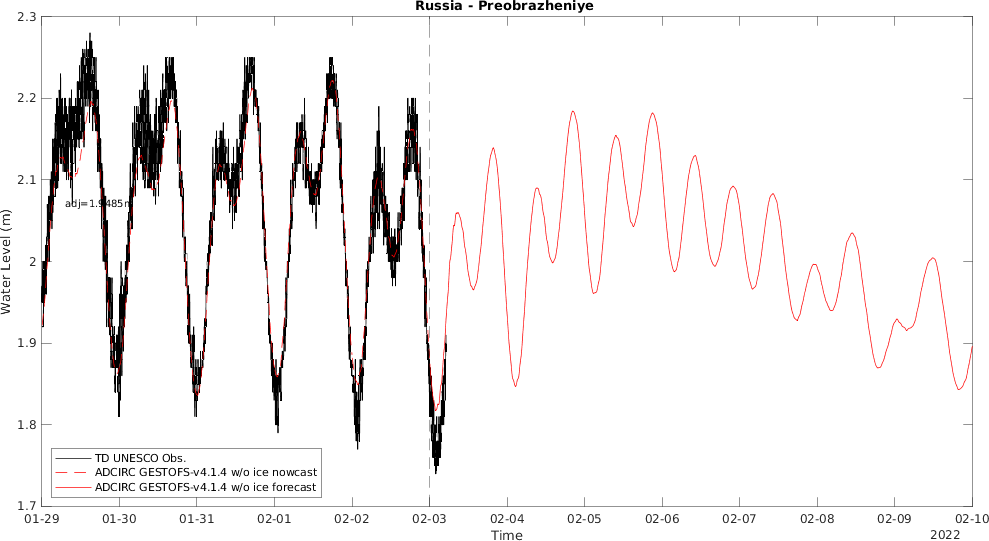 Russia - Preobrazheniye
2.3
2.2
2.1
2
1.9
1.8
1.7
Water Level (m)
adj=1.9485m
TD UNESCO Obs.
ADCIRC GESTOFS-v4.1.4 w/o ice nowcast
ADCIRC GESTOFS-v4.1.4 w/o ice forecast
01-29 01-30 01-31 02-01 02-02 02-03 02-04 02-05 02-06 02-07 02-08 02-09 02-10
Time
2022